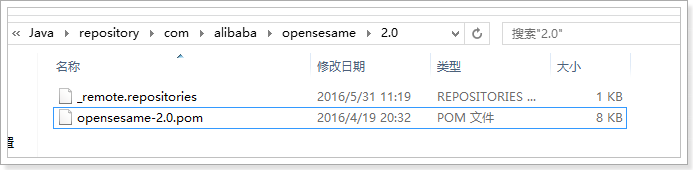 « Java › repository › com › alibaba › opensesame › 2.0 搜索"2.0"
名称 修改日期 类型 大小
_remote.repositories 2016/5/31 11:19 REPOSITORIES ... 1 KB
opensesame-2.0.pom 2016/4/19 20:32 POM 文件 8 KB
置